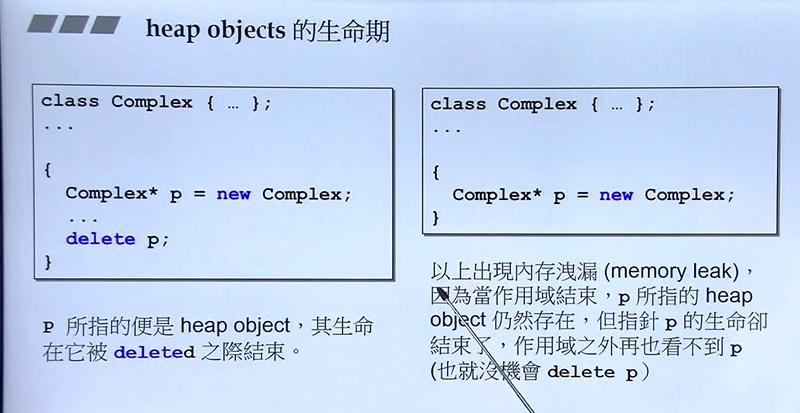 heap objects 的生命期
class Complex { … };
...
{
Complex* p = new Complex;
...
delete p;
}
P 所指的便是 heap object，其生命
在它被 deleted 之際結束。
class Complex { … };
...
{
Complex* p = new Complex;
}
以上出現內存洩漏 (memory leak)，
因為當作用域結束，p 所指的 heap
object 仍然存在，但指針 p 的生命卻
結束了，作用域之外再也看不到 p
(也就沒機會 delete p）